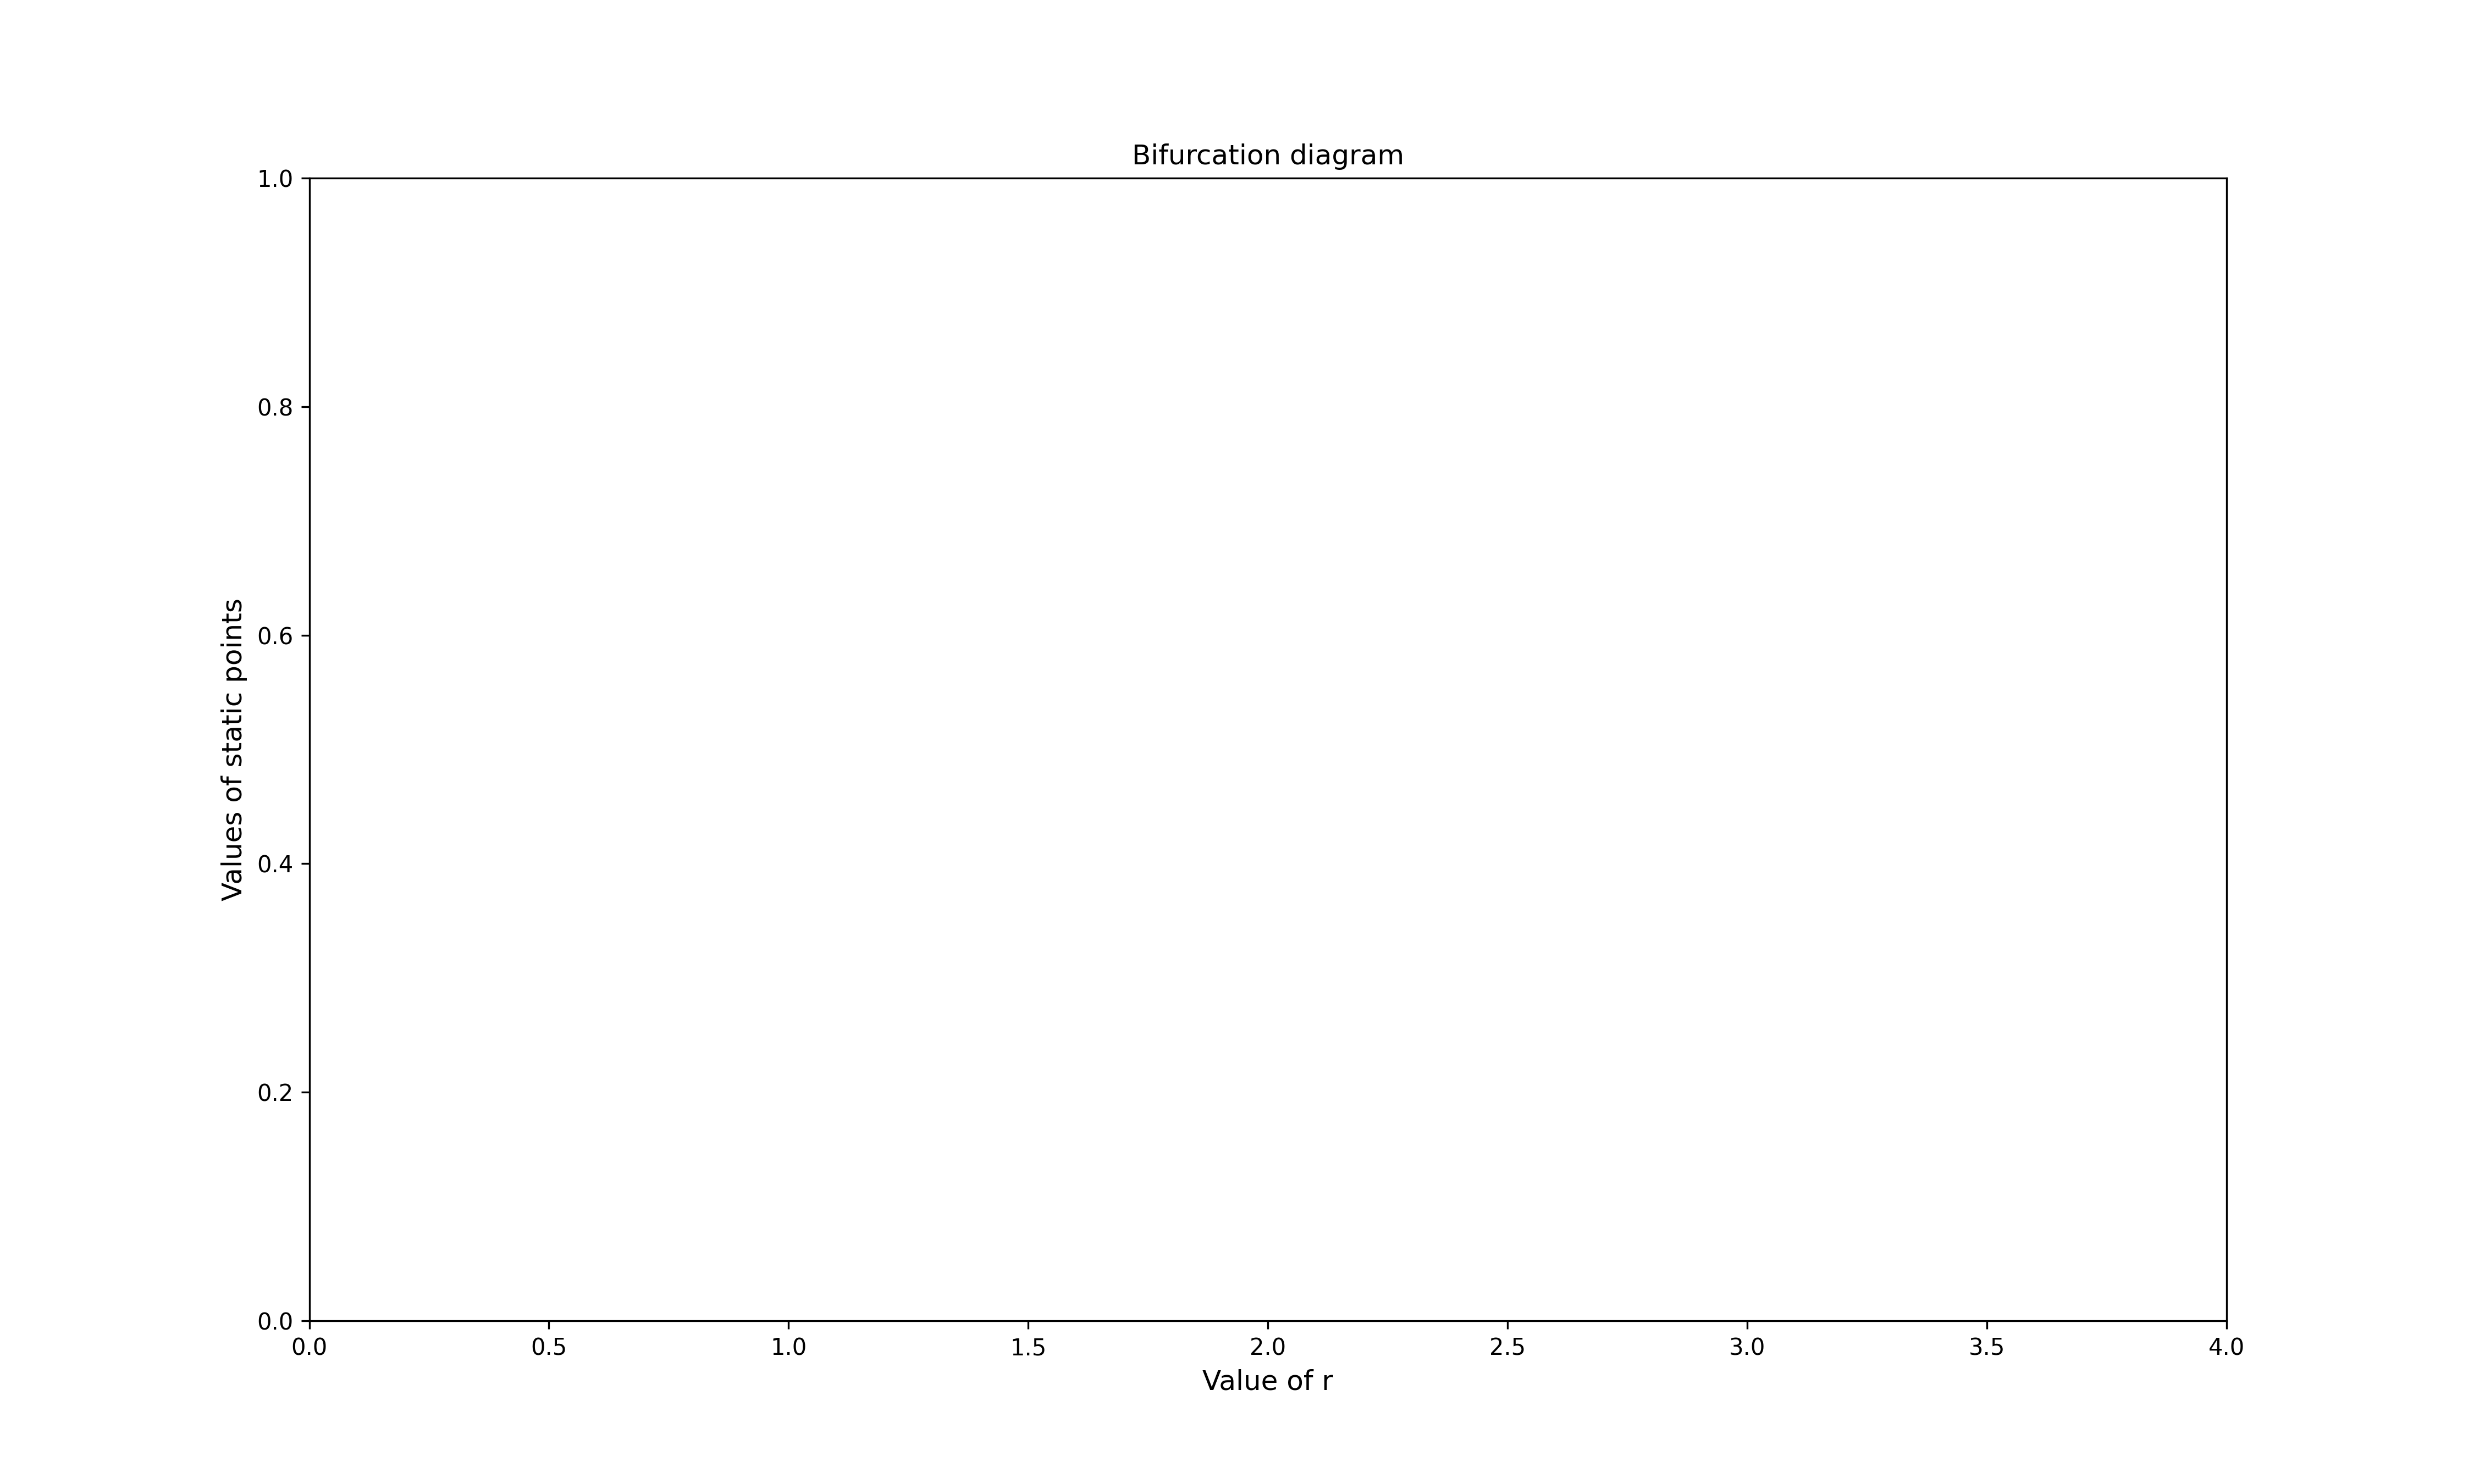 Bifurcation diagram
1.0
0.8
0.6
0.4
0.2
0.0
Values of static points
0.0 0.5 1.0 1.5 2.0 2.5 3.0 3.5 4.0
Value of r